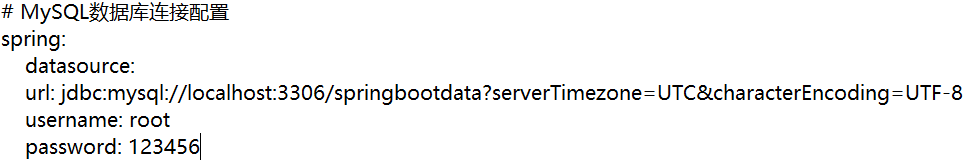 # MySQL数据库连接配置
spring:
datasource:
url: jdbc:mysql://localhost:3306/springbootdata?serverTimezone=UTC&characterEncoding=UTF-8
username: root
password: 123456